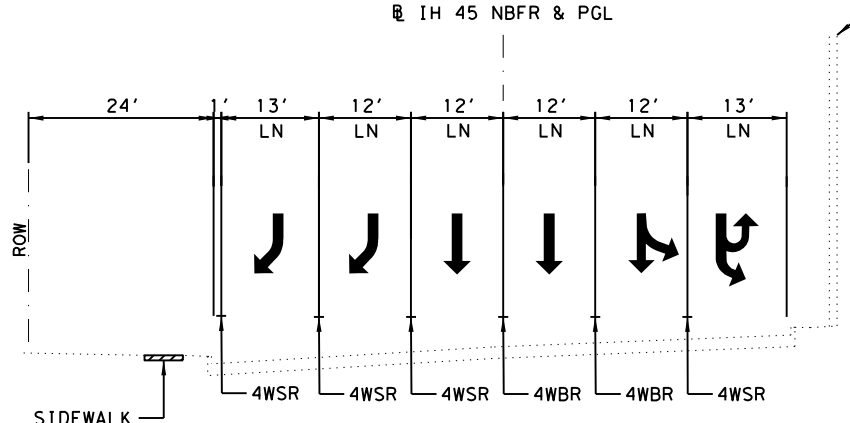 ℄ IH 45 NBFR & PGL
24' 1' 13' 12' 12' 12' 12' 13'
LN LN LN LN LN LN
ROW
4WSR 4WSR 4WSR 4WBR 4WBR 4WSR
SIDEWALK